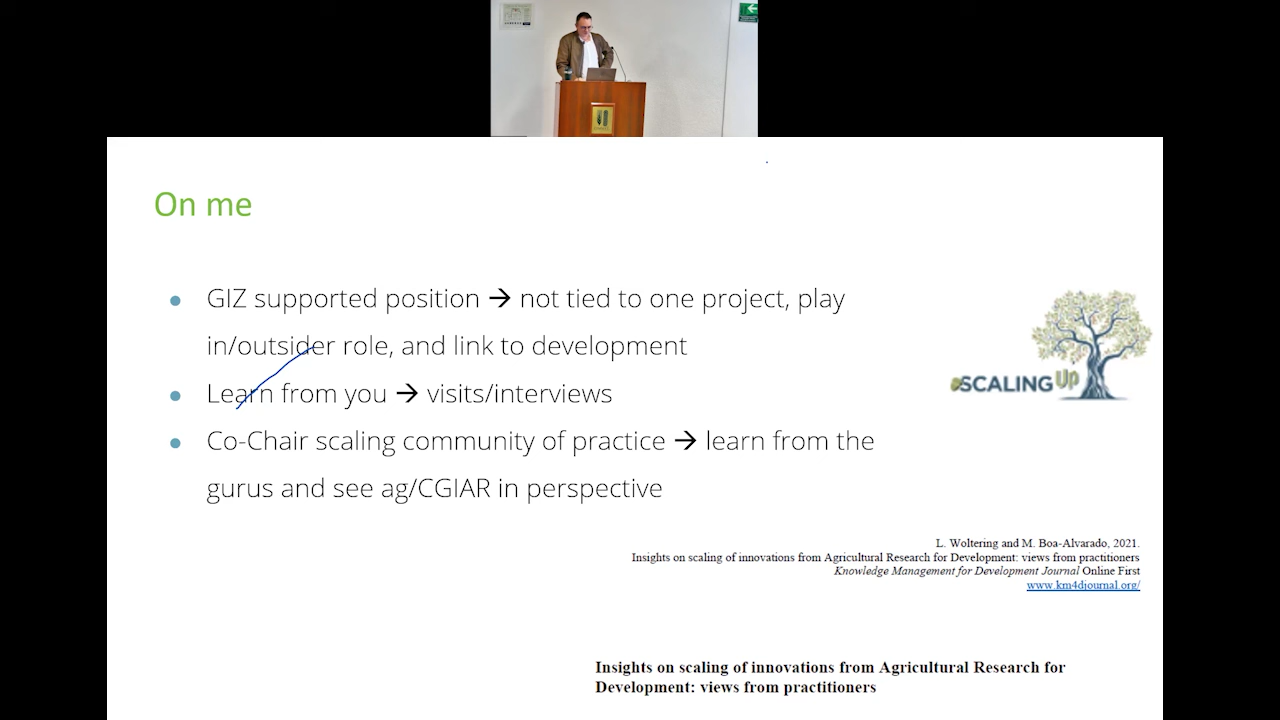 On me
GIZ supported position → not tied to one project, play
in/outsider role, and link to development
Learn from you → visits/interviews
Co-Chair scaling community of practice → learn from the
gurus and see ag/CGIAR in perspective
#SCALING Up
L. Woltering and M. Boa-Alvarado, 2021.
Insights on scaling of innovations from Agricultural Research for Development: views from practitioners
Knowledge Management for Development Journal Online First
www.km4djournal.org/
Insights on scaling of innovations from Agricultural Research for
Development: views from practitioners